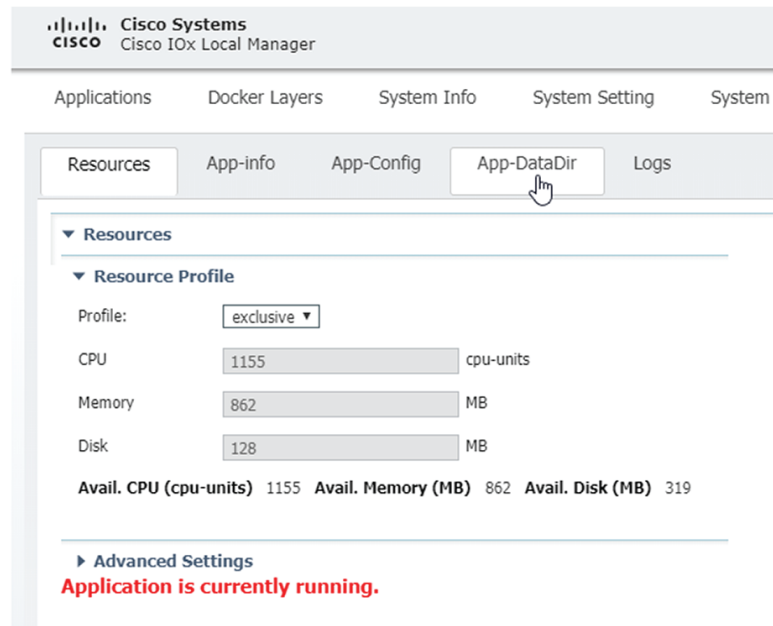 Cisco Systems
CISCO Cisco IOx Local Manager
Applications Docker Layers System Info System Setting System
Resources App-info App-Config App-DataDir Logs
Resources
Resource Profile
Profile: exclusive
CPU 1155 cpu-units
Memory 862 MB
Disk 128 MB
Avail. CPU (cpu-units) 1155 Avail. Memory (MB) 862 Avail. Disk (MB) 319
Advanced Settings
Application is currently running.